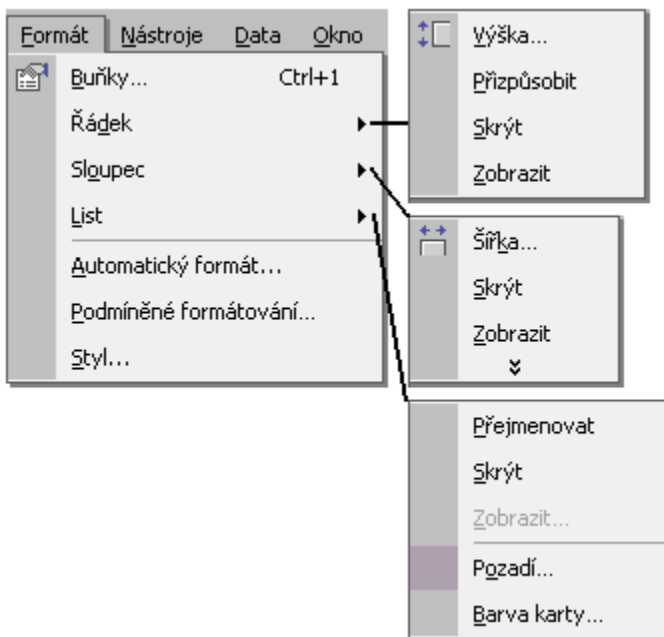 Formát Nástroje Data Okno
Buňky... Ctrl+1
Řádek
Sloupec
List
Automatický formát...
Podmíněné formátování...
Styl...
Výška...
Přizpůsobit
Skrýt
Zobrazit
Šířka...
Skrýt
Zobrazit
Přejmenovat
Skrýt
Zobrazit...
Pozadí...
Barva karty...